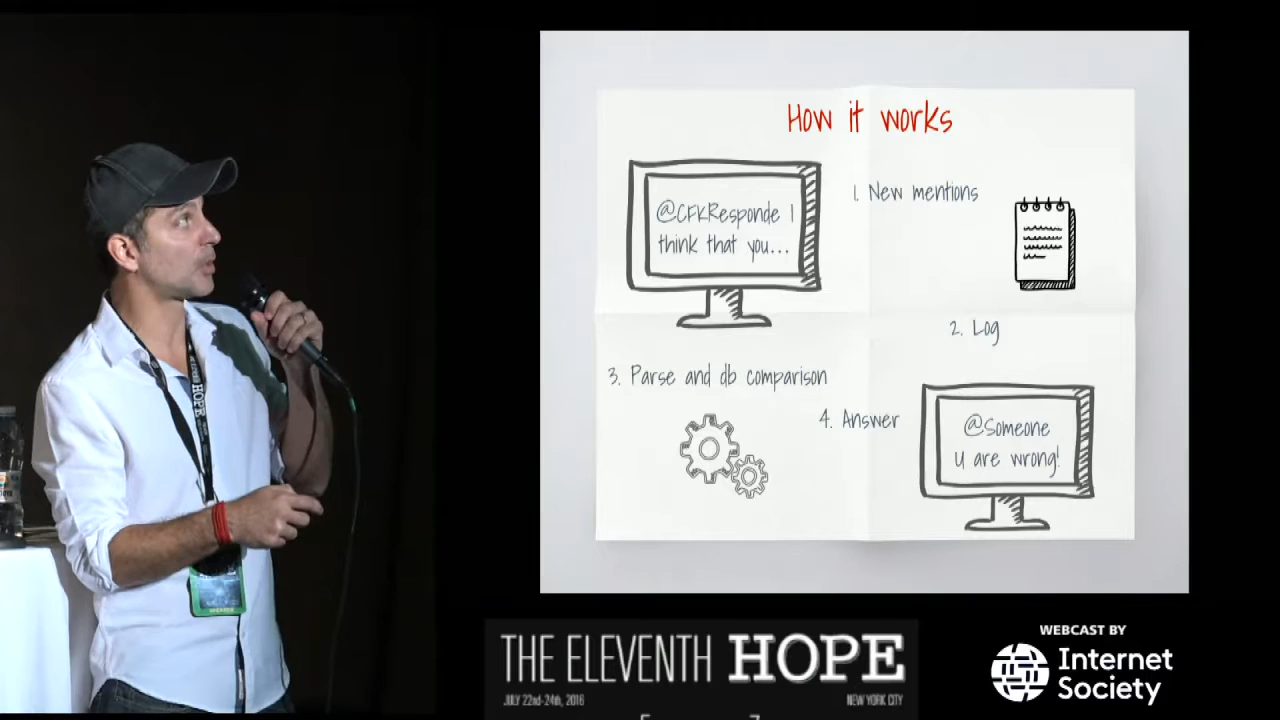 How it works
@CFKResponde I
think that you...
1. New mentions
2. Log
3. Parse and db comparison
4. Answer
@Someone
u are wrong!
HOPE
THE ELEVENTH HOPE
JULY 22nd-24th, 2016
NEW YORK CITY
WEBCAST BY
Internet
Society